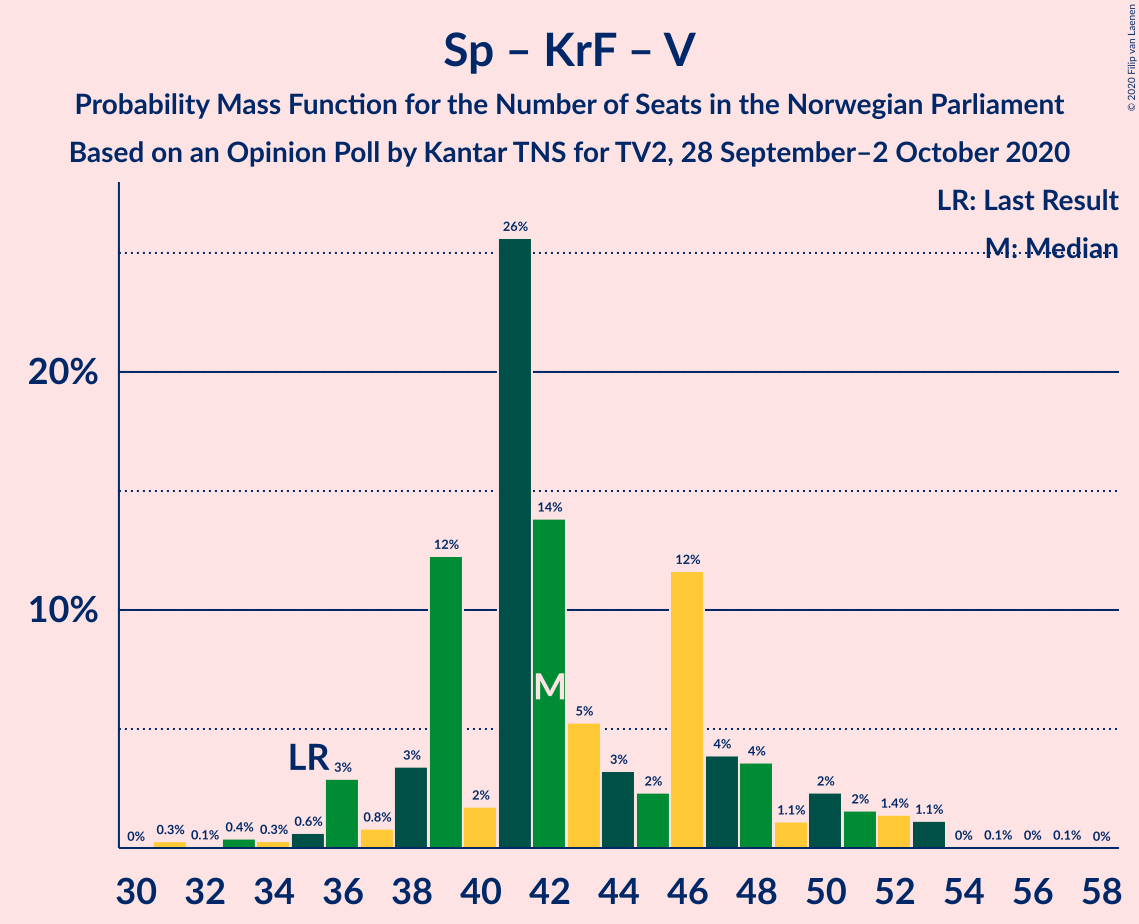 © 2020 Filip van Laenen
Sp – KrF – V
Probability Mass Function for the Number of Seats in the Norwegian Parliament
Based on an Opinion Poll by Kantar TNS for TV2, 28 September–2 October 2020
LR: Last Result
M: Median
20%
10%
0% 0.3% 0.1% 0.4% 0.3% 0.6% 3% 0.8% 3% 12% 2% 26% 14% 5% 3% 2% 12% 4% 4% 1.1% 2% 2% 1.4% 1.1% 0% 0.1% 0% 0.1% 0%
LR
M
30 32 34 36 38 40 42 44 46 48 50 52 54 56 58